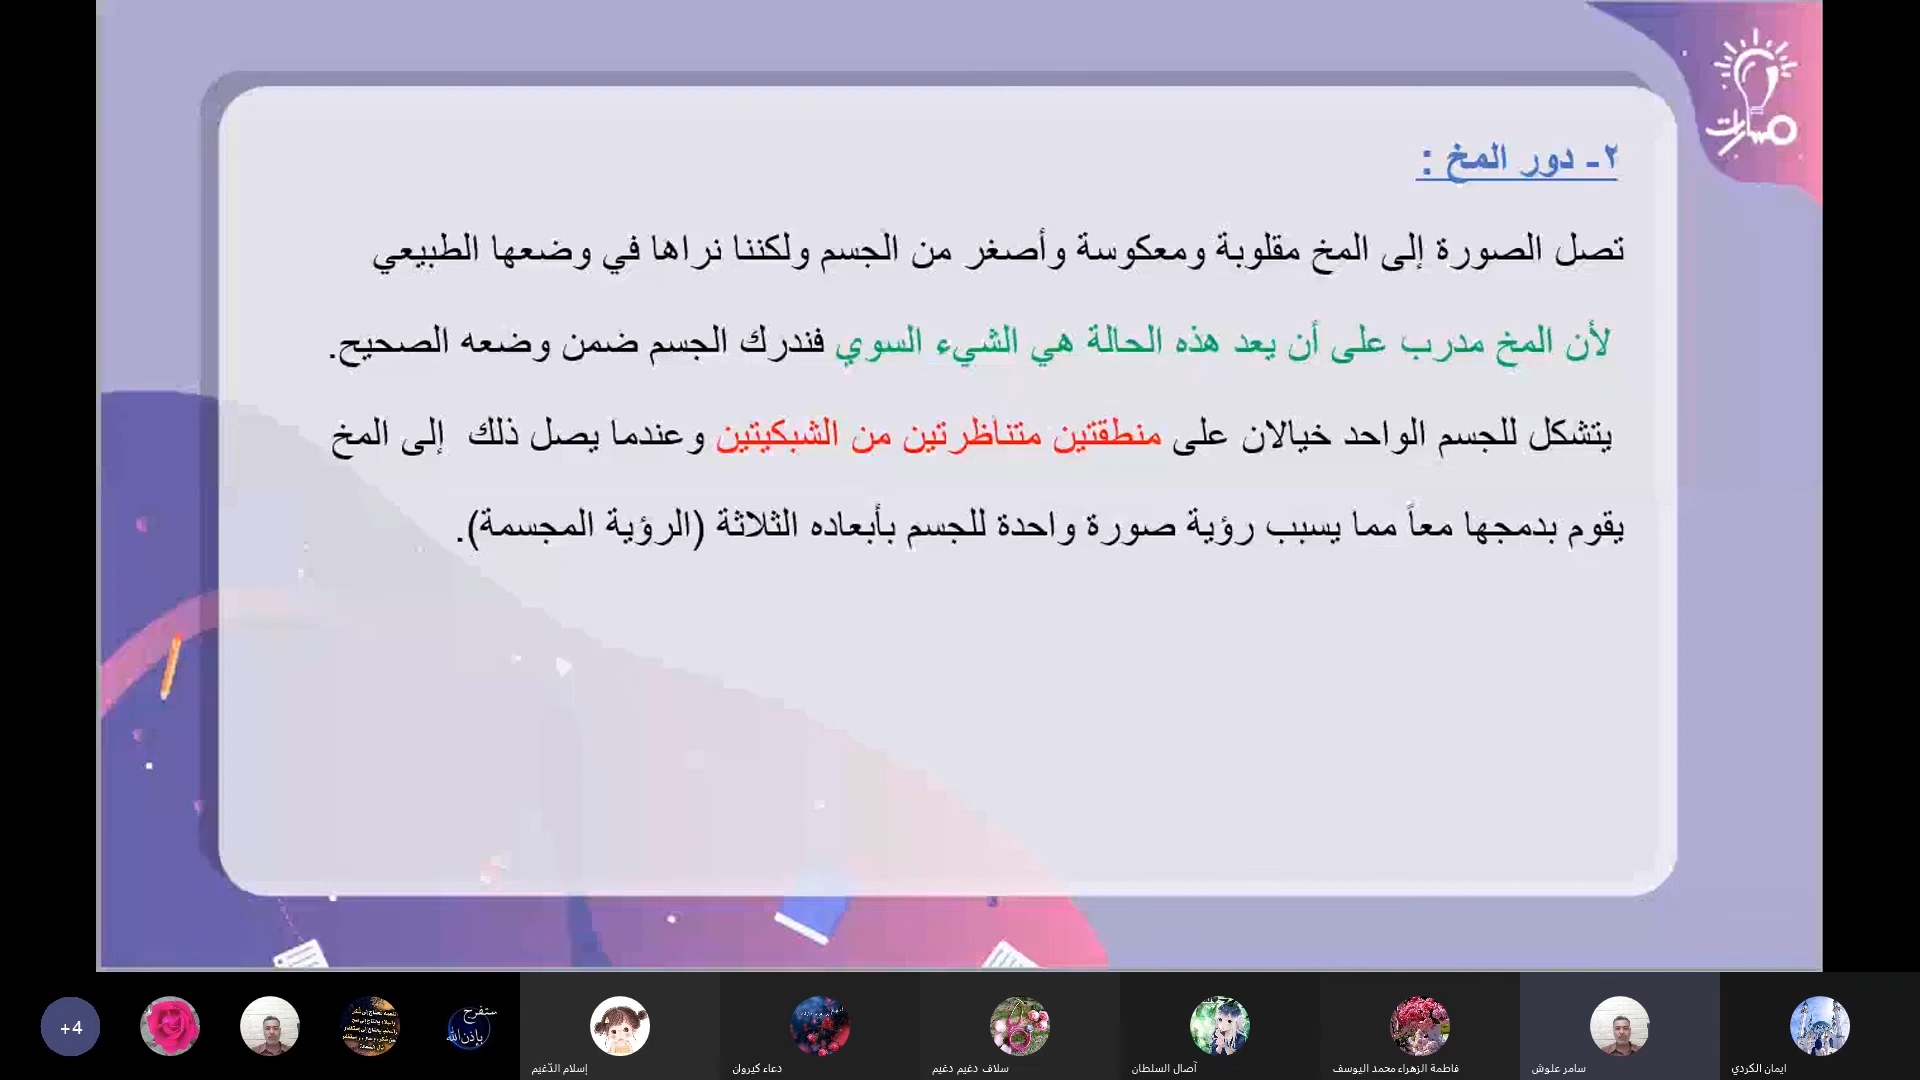 مسارات
٢- دور المخ :
تصل الصورة إلى المخ مقلوبة ومعكوسة وأصغر من الجسم ولكننا نراها في وضعها الطبيعي
لأن المخ مدرب على أن يعد هذه الحالة هي الشيء السوي فندرك الجسم ضمن وضعه الصحيح.
يتشكل للجسم الواحد خيالان على منطقتين متناظرتين من الشبكيتين وعندما يصل ذلك إلى المخ
يقوم بدمجها معاً مما يسبب رؤية صورة واحدة للجسم بأبعاده الثلاثة (الرؤية المجسمة).
+4
ستفرح
بإذن الله
إسلام الدّغيم
دعاء كيروان
سلاف دغيم دغيم
آصال السلطان
فاطمة الزهراء محمد اليوسف
سامر علوش
ايمان الكردي